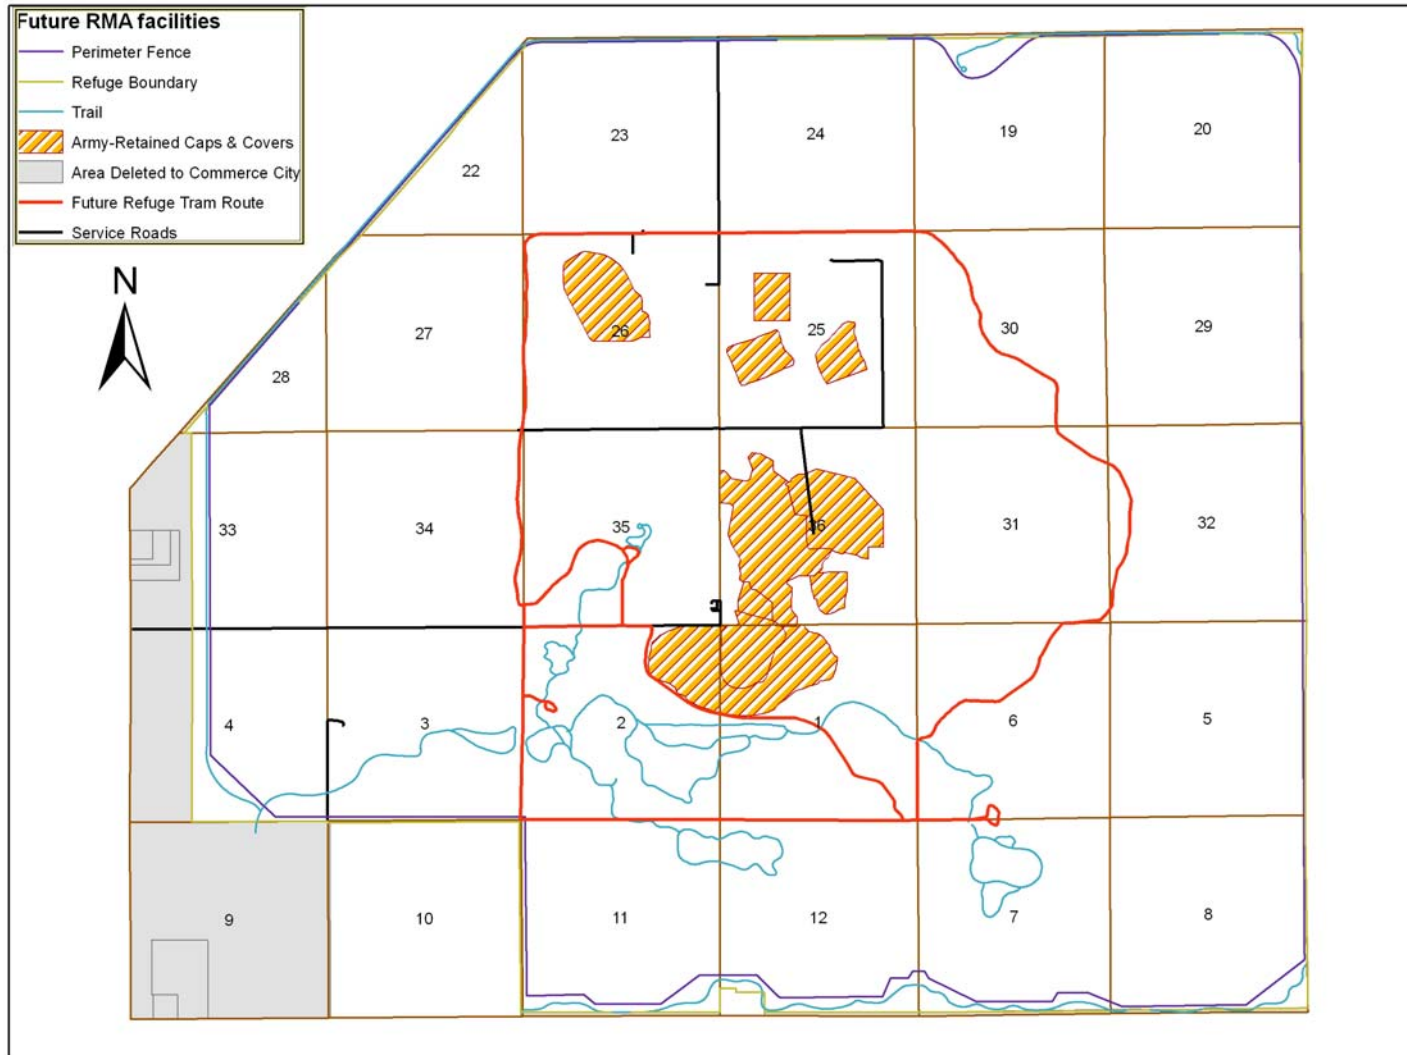 Future RMA facilities
Perimeter Fence
Refuge Boundary
Trail
Army-Retained Caps & Covers
Area Deleted to Commerce City
Future Refuge Tram Route
Service Roads
N
23 24 19 20
22
27 26 25 30 29
28
33 34 35 36 31 32
4 3 2 1 6 5
9 10 11 12 7 8